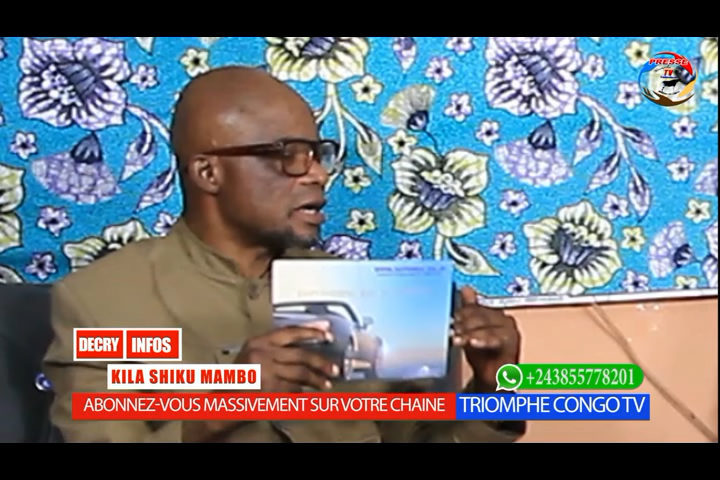 PRESSE
TV
DECRY INFOS
KILA SHIKU MAMBO
+243855778201
ABONNEZ-VOUS MASSIVEMENT SUR VOTRE CHAINE TRIOMPHE CONGO TV